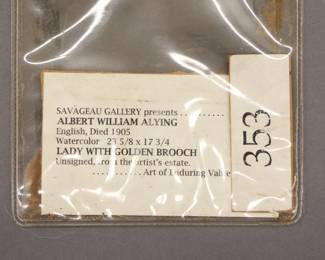 SAVAGEAU GALLERY presents ..........
ALBERT WILLIAM ALYING
English, Died 1905
Watercolor 23 5/8 x 17 3/4
LADY WITH GOLDEN BROOCH
Unsigned, from the artist's estate.
........... Art of Enduring Value
353